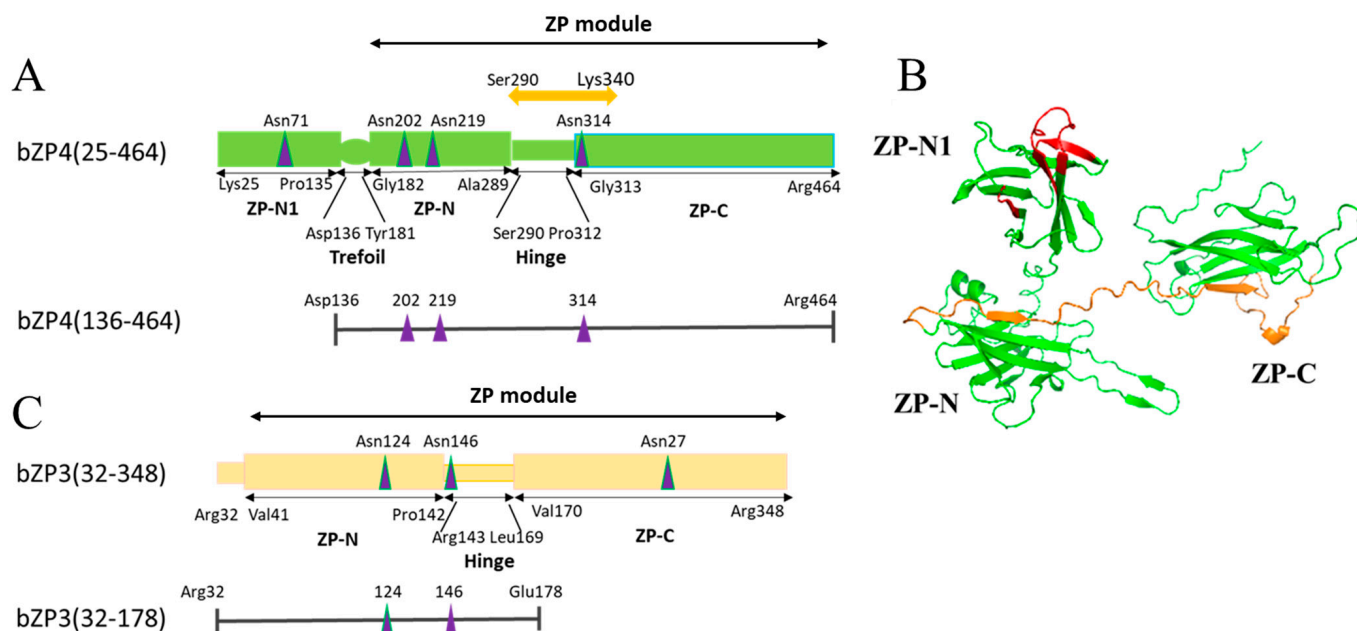 ZP module
A
Ser290 Lys340
bZP4(25-464)
Asn71 Asn202 Asn219 Asn314
Lys25 Pro135 Gly182 Ala289 Gly313 Arg464
ZP-N1 ZP-N ZP-C
Asp136 Tyr181 Ser290 Pro312
Trefoil Hinge
bZP4(136-464)
Asp136 202 219 314 Arg464
B
ZP-N1
ZP-N
ZP-C
C
ZP module
bZP3(32-348)
Asn124 Asn146 Asn27
Arg32 Val41 Pro142 Val170 Arg348
ZP-N Arg143 Leu169 ZP-C
Hinge
bZP3(32-178)
Arg32 124 146 Glu178